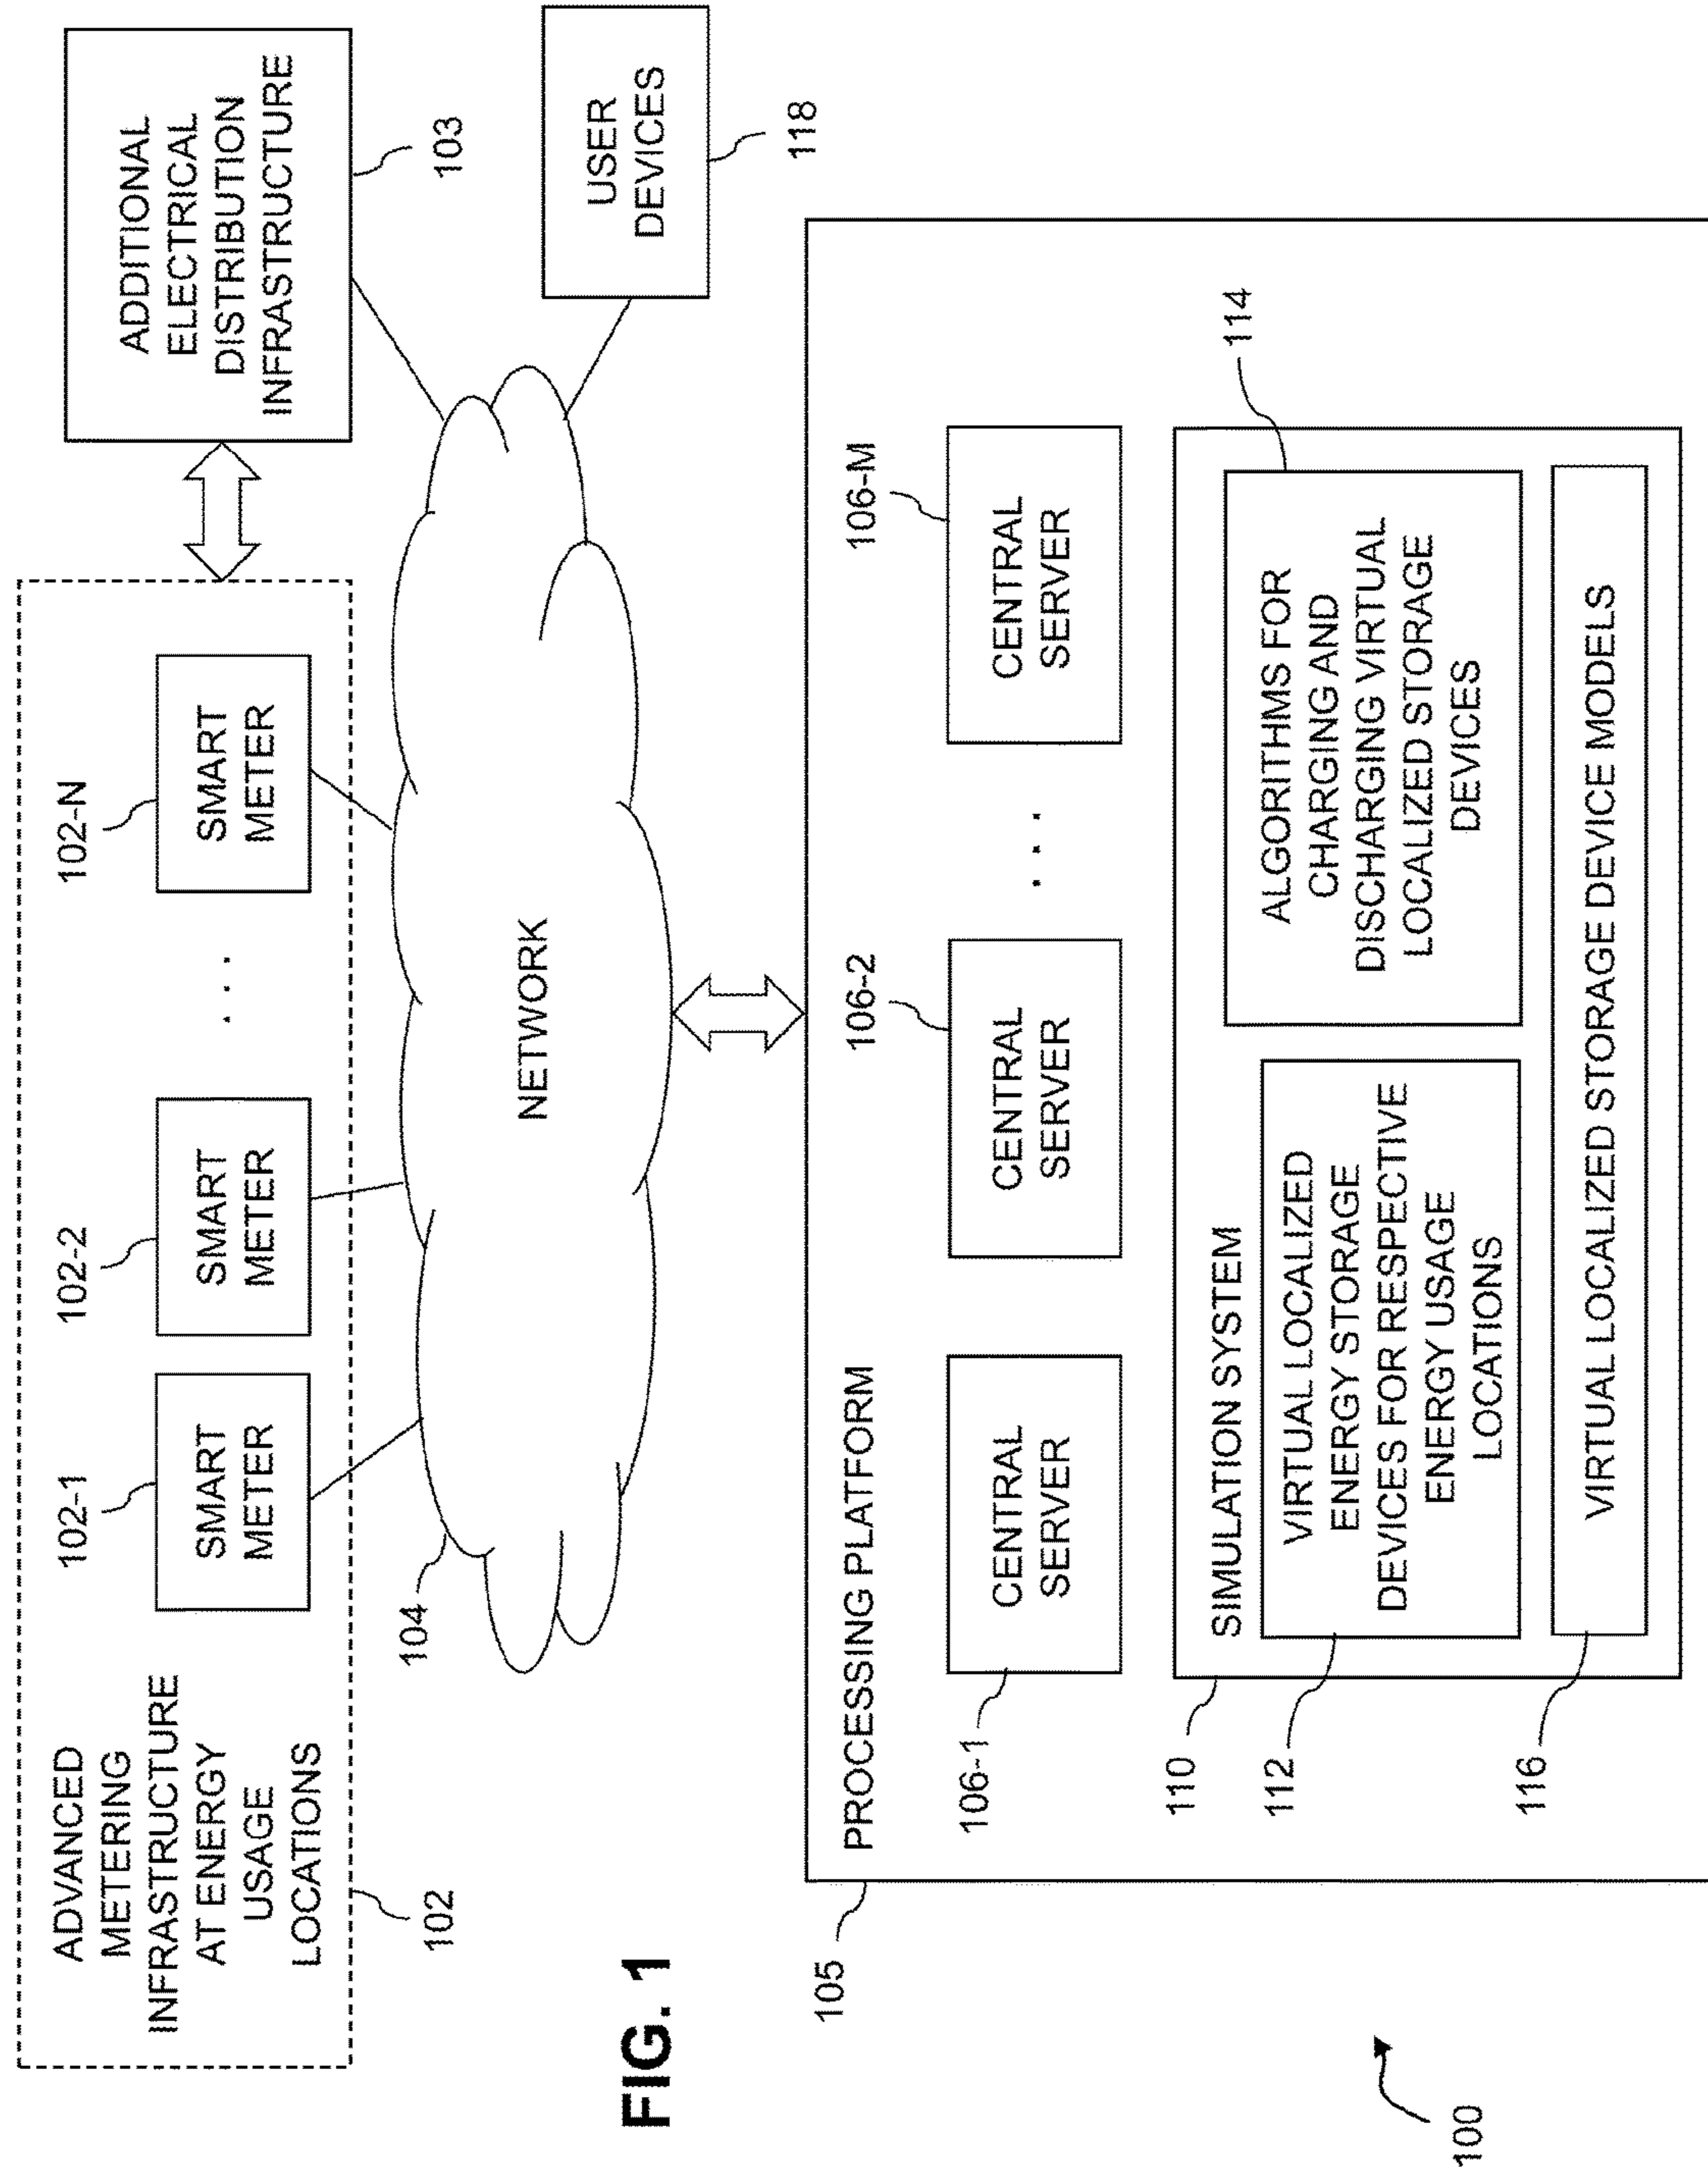 ADVANCED
METERING
INFRASTRUCTURE
AT ENERGY
USAGE
LOCATIONS
102
102-1
SMART
METER
102-2
SMART
METER
. . .
102-N
SMART
METER
ADDITIONAL
ELECTRICAL
DISTRIBUTION
INFRASTRUCTURE
103
104
NETWORK
USER
DEVICES
118
FIG. 1
105
PROCESSING PLATFORM
106-1
CENTRAL
SERVER
106-2
CENTRAL
SERVER
. . .
106-M
CENTRAL
SERVER
110
SIMULATION SYSTEM
112
VIRTUAL LOCALIZED
ENERGY STORAGE
DEVICES FOR RESPECTIVE
ENERGY USAGE
LOCATIONS
114
ALGORITHMS FOR
CHARGING AND
DISCHARGING VIRTUAL
LOCALIZED STORAGE
DEVICES
116
VIRTUAL LOCALIZED STORAGE DEVICE MODELS
100